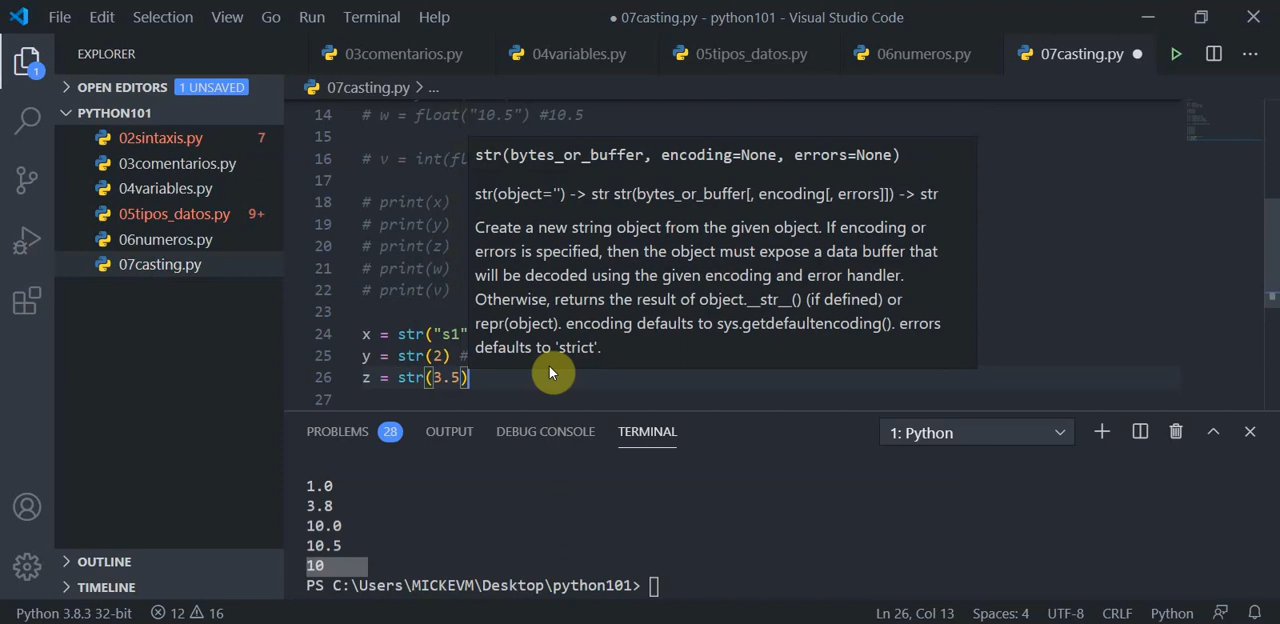 File Edit Selection View Go Run Terminal Help
● 07casting.py - python101 - Visual Studio Code
EXPLORER
03comentarios.py 04variables.py 05tipos_datos.py 06numeros.py 07casting.py
OPEN EDITORS 1 UNSAVED
07casting.py > ...
PYTHON101
02sintaxis.py 7
03comentarios.py
04variables.py
05tipos_datos.py 9+
06numeros.py
07casting.py
OUTLINE
TIMELINE
1
14 # w = float("10.5") #10.5
15
16 # v = int(fl
17
18 # print(x)
19 # print(y)
20 # print(z)
21 # print(w)
22 # print(v)
23
24 x = str("s1"
25 y = str(2) #
26 z = str(3.5)
27
str(bytes_or_buffer, encoding=None, errors=None)
str(object='') -> str str(bytes_or_buffer[, encoding[, errors]]) -> str
Create a new string object from the given object. If encoding or
errors is specified, then the object must expose a data buffer that
will be decoded using the given encoding and error handler.
Otherwise, returns the result of object.__str__() (if defined) or
repr(object). encoding defaults to sys.getdefaultencoding(). errors
defaults to 'strict'.
PROBLEMS 28 OUTPUT DEBUG CONSOLE TERMINAL 1: Python
1.0
3.8
10.0
10.5
10
PS C:\Users\MICKEVM\Desktop\python101>
Python 3.8.3 32-bit 12 16 Ln 26, Col 13 Spaces: 4 UTF-8 CRLF Python